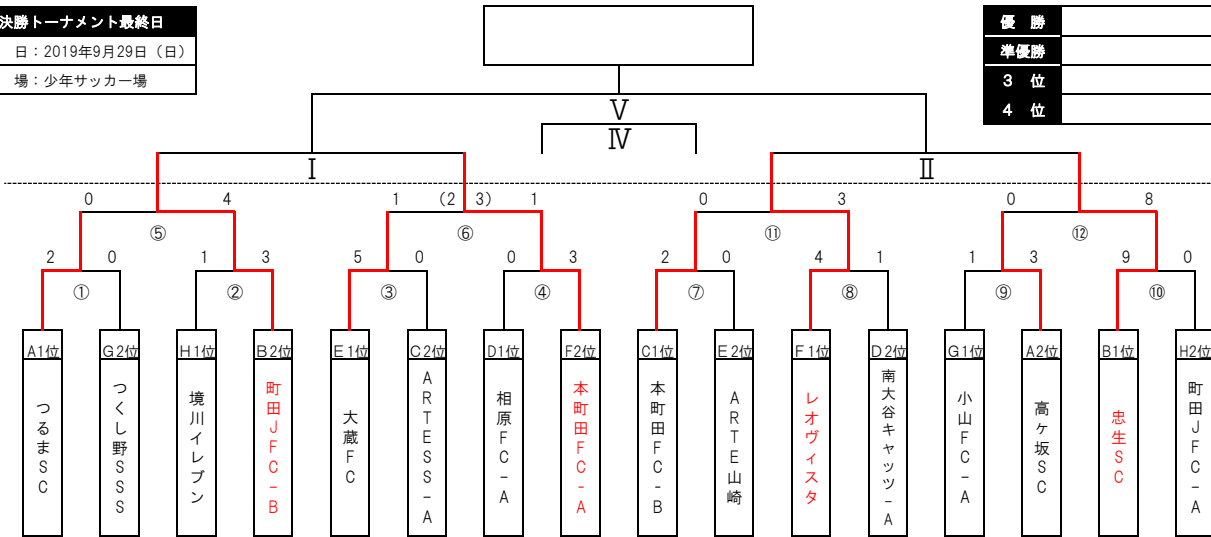 決勝トーナメント最終日
日：2019年9月29日（日）
場：少年サッカー場
優　勝
準優勝
3　位
4　位
Ⅴ
Ⅳ
Ⅰ
Ⅱ
0 4 1 (2 3) 1 0 3 0 8
⑤ ⑥ ⑪ ⑫
2 0 1 3 5 0 0 3 2 0 4 1 1 3 9 0
① ② ③ ④ ⑦ ⑧ ⑨ ⑩
A1位 G2位 H1位 B2位 E1位 C2位 D1位 F2位 C1位 E2位 F1位 D2位 G1位 A2位 B1位 H2位
つるまSC
つくし野SSS
境川イレブン
町田JFC-B
大蔵FC
ARTESS-A
相原FC-A
本町田FC-A
本町田FC-B
ARTE山崎
レオヴィスタ
南大谷キャッツ-A
小山FC-A
高ヶ坂SC
忠生SC
町田JFC-A